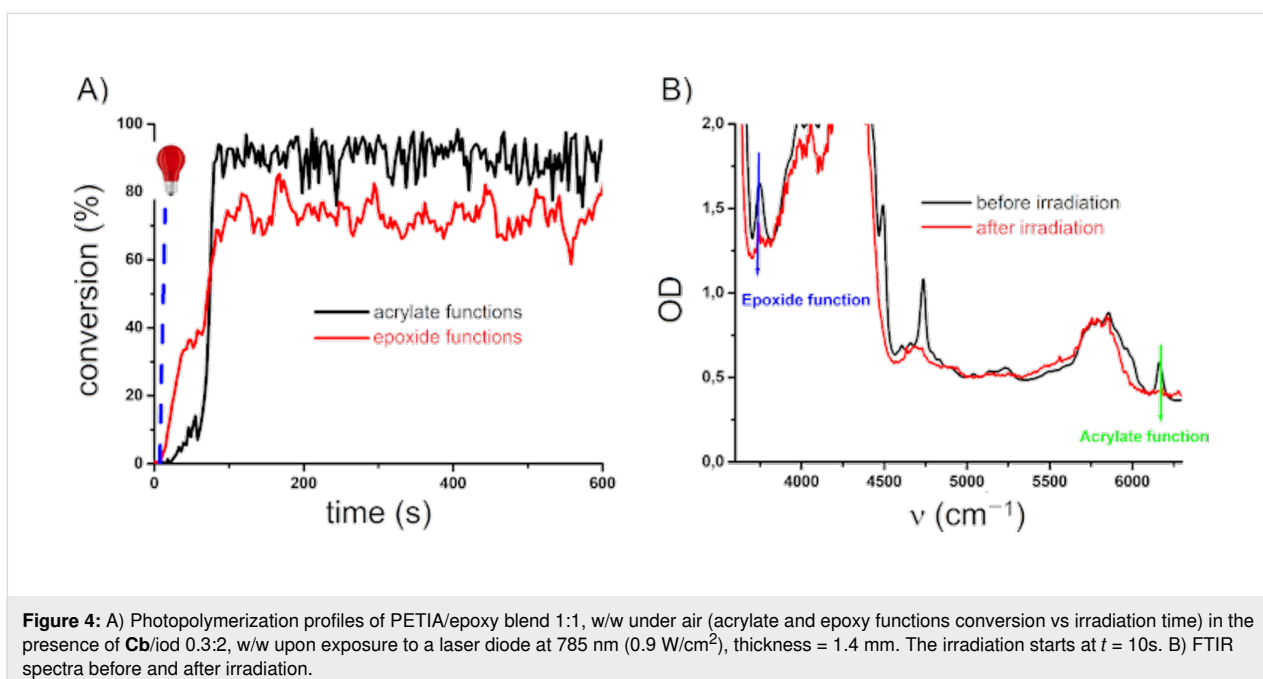 A)
B)
conversion (%)
100
80
60
40
20
0
acrylate functions
epoxide functions
0
200
400
600
time (s)
OD
2,0
1,5
1,0
0,5
0,0
before irradiation
after irradiation
Epoxide function
Acrylate function
4000
4500
5000
5500
6000
ν (cm⁻¹)
Figure 4: A) Photopolymerization profiles of PETIA/epoxy blend 1:1, w/w under air (acrylate and epoxy functions conversion vs irradiation time) in the
presence of Cb/iod 0.3:2, w/w upon exposure to a laser diode at 785 nm (0.9 W/cm²), thickness = 1.4 mm. The irradiation starts at t = 10s. B) FTIR
spectra before and after irradiation.